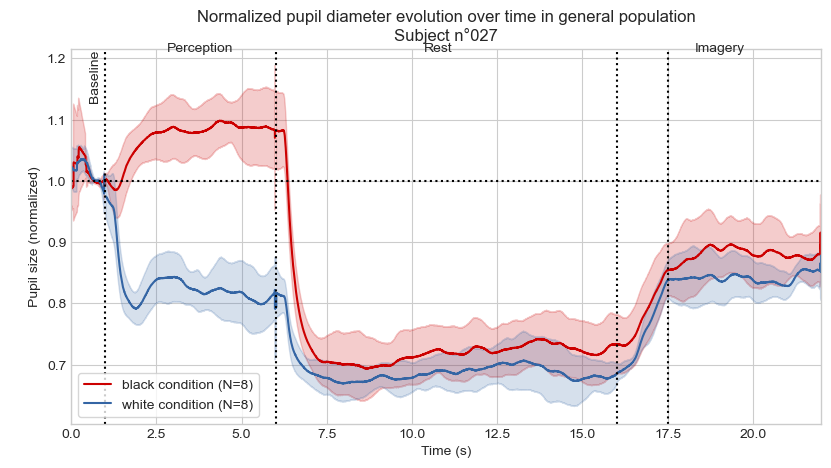 Normalized pupil diameter evolution over time in general population
Subject n°027
Baseline
Perception
Rest
Imagery
Pupil size (normalized)
1.2
1.1
1.0
0.9
0.8
0.7
black condition (N=8)
white condition (N=8)
0.0 2.5 5.0 7.5 10.0 12.5 15.0 17.5 20.0
Time (s)